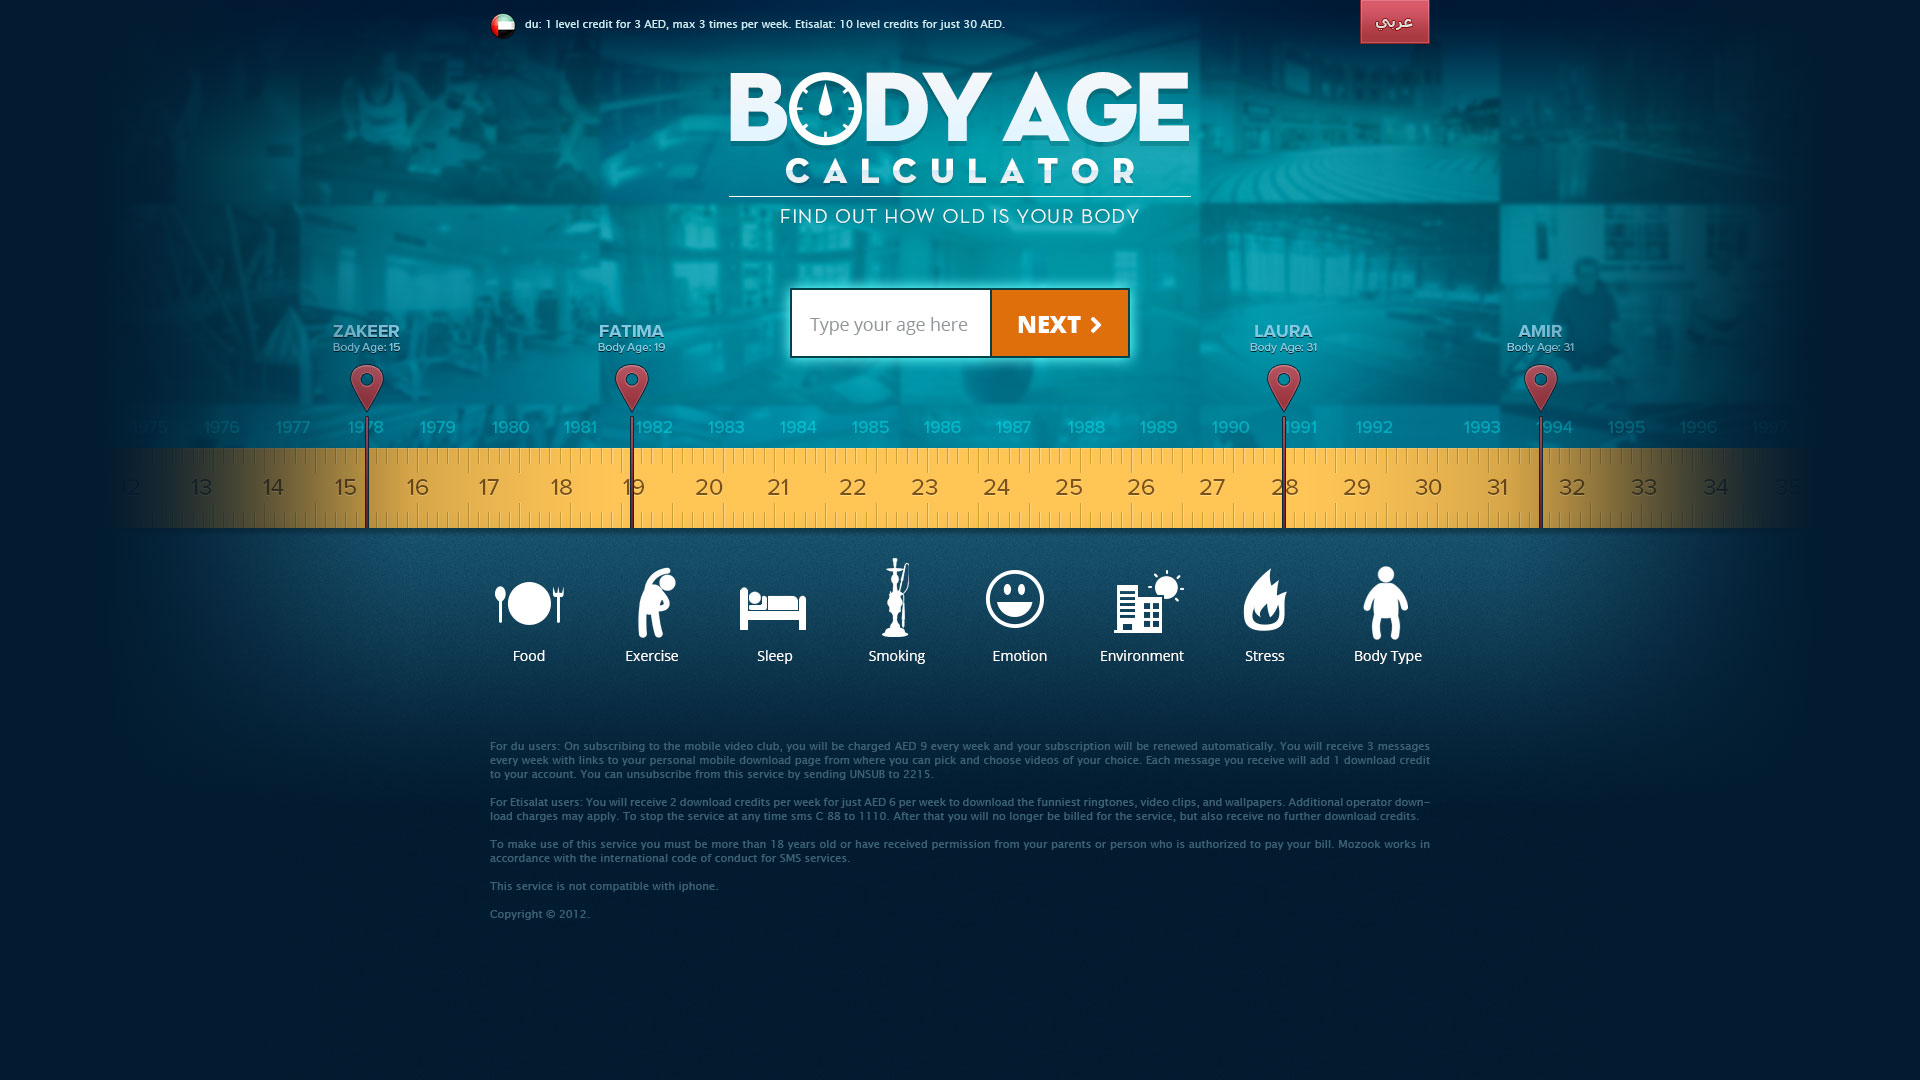 du: 1 level credit for 3 AED, max 3 times per week. Etisalat: 10 level credits for just 30 AED.
عربي
BODY AGE
CALCULATOR
FIND OUT HOW OLD IS YOUR BODY
Type your age here
NEXT
ZAKEER
Body Age: 15
FATIMA
Body Age: 19
LAURA
Body Age: 31
AMIR
Body Age: 31
1975 1976 1977 1978 1979 1980 1981 1982 1983 1984 1985 1986 1987 1988 1989 1990 1991 1992 1993 1994 1995 1996 1997
12 13 14 15 16 17 18 19 20 21 22 23 24 25 26 27 28 29 30 31 32 33 34 35
Food
Exercise
Sleep
Smoking
Emotion
Environment
Stress
Body Type
For du users: On subscribing to the mobile video club, you will be charged AED 9 every week and your subscription will be renewed automatically. You will receive 3 messages
every week with links to your personal mobile download page from where you can pick and choose videos of your choice. Each message you receive will add 1 download credit
to your account. You can unsubscribe from this service by sending UNSUB to 2215.
For Etisalat users: You will receive 2 download credits per week for just AED 6 per week to download the funniest ringtones, video clips, and wallpapers. Additional operator down-
load charges may apply. To stop the service at any time sms C 88 to 1110. After that you will no longer be billed for the service, but also receive no further download credits.
To make use of this service you must be more than 18 years old or have received permission from your parents or person who is authorized to pay your bill. Mozook works in
accordance with the international code of conduct for SMS services.
This service is not compatible with iphone.
Copyright © 2012.